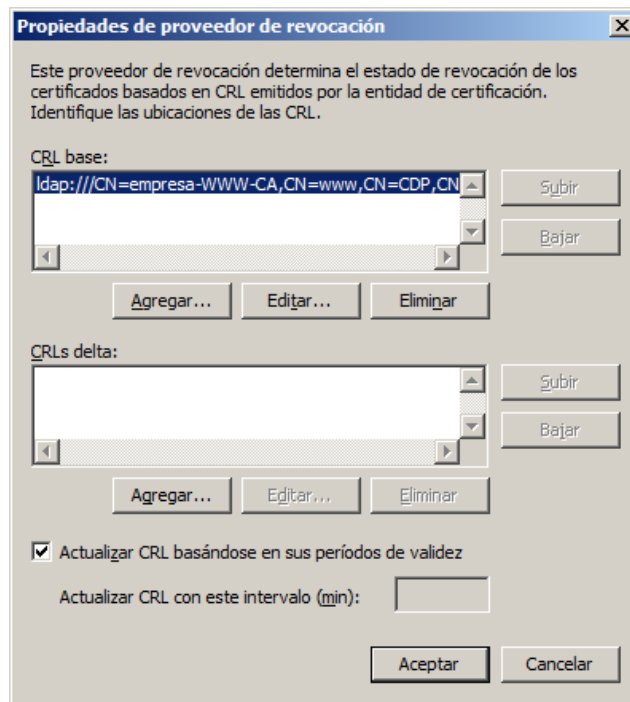 Propiedades de proveedor de revocación
Este proveedor de revocación determina el estado de revocación de los
certificados basados en CRL emitidos por la entidad de certificación.
Identifique las ubicaciones de las CRL.
CRL base:
ldap:///CN=empresa-WWW-CA,CN=www,CN=CDP,CN
Subir
Bajar
Agregar... Editar... Eliminar
CRLs delta:
Subir
Bajar
Agregar... Editar... Eliminar
Actualizar CRL basándose en sus períodos de validez
Actualizar CRL con este intervalo (min):
Aceptar Cancelar